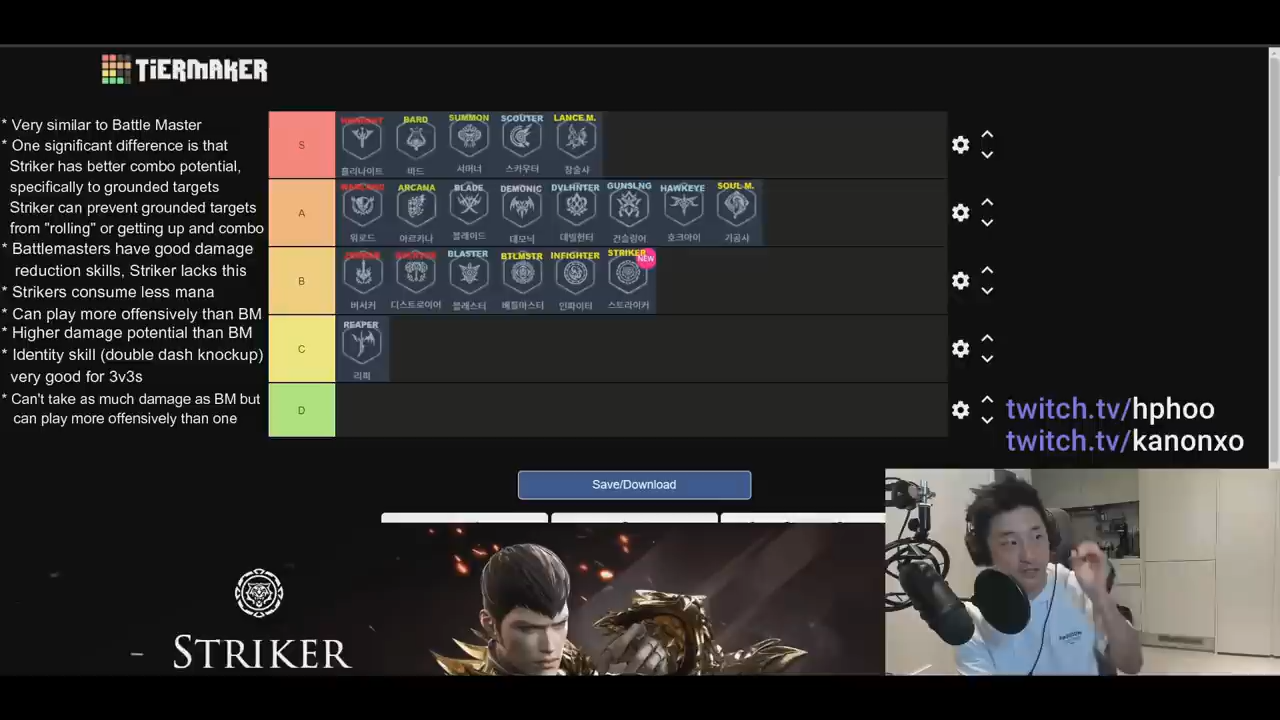 TiERMAKER
* Very similar to Battle Master
* One significant difference is that
Striker has better combo potential,
specifically to grounded targets
Striker can prevent grounded targets
from "rolling" or getting up and combo
* Battlemasters have good damage
reduction skills, Striker lacks this
* Strikers consume less mana
* Can play more offensively than BM
* Higher damage potential than BM
* Identity skill (double dash knockup)
very good for 3v3s
* Can't take as much damage as BM but
can play more offensively than one
S
BARD SUMMON SCOUTER LANCE M.
홀리나이트 바드 서머너 스카우터 창술사
A
ARCANA BLADE DEMONIC DVLHNTER GUNSLNG HAWKEYE SOUL M.
워로드 아르카나 블레이드 데모닉 데빌헌터 건슬링어 호크아이 기공사
B
BLASTER BTLMSTR INFIGHTER STRIKER NEW
버서커 디스트로이어 블래스터 배틀마스터 인파이터 스트라이커
C
REAPER
리퍼
D
twitch.tv/hphoo
twitch.tv/kanonxo
Save/Download
STRIKER